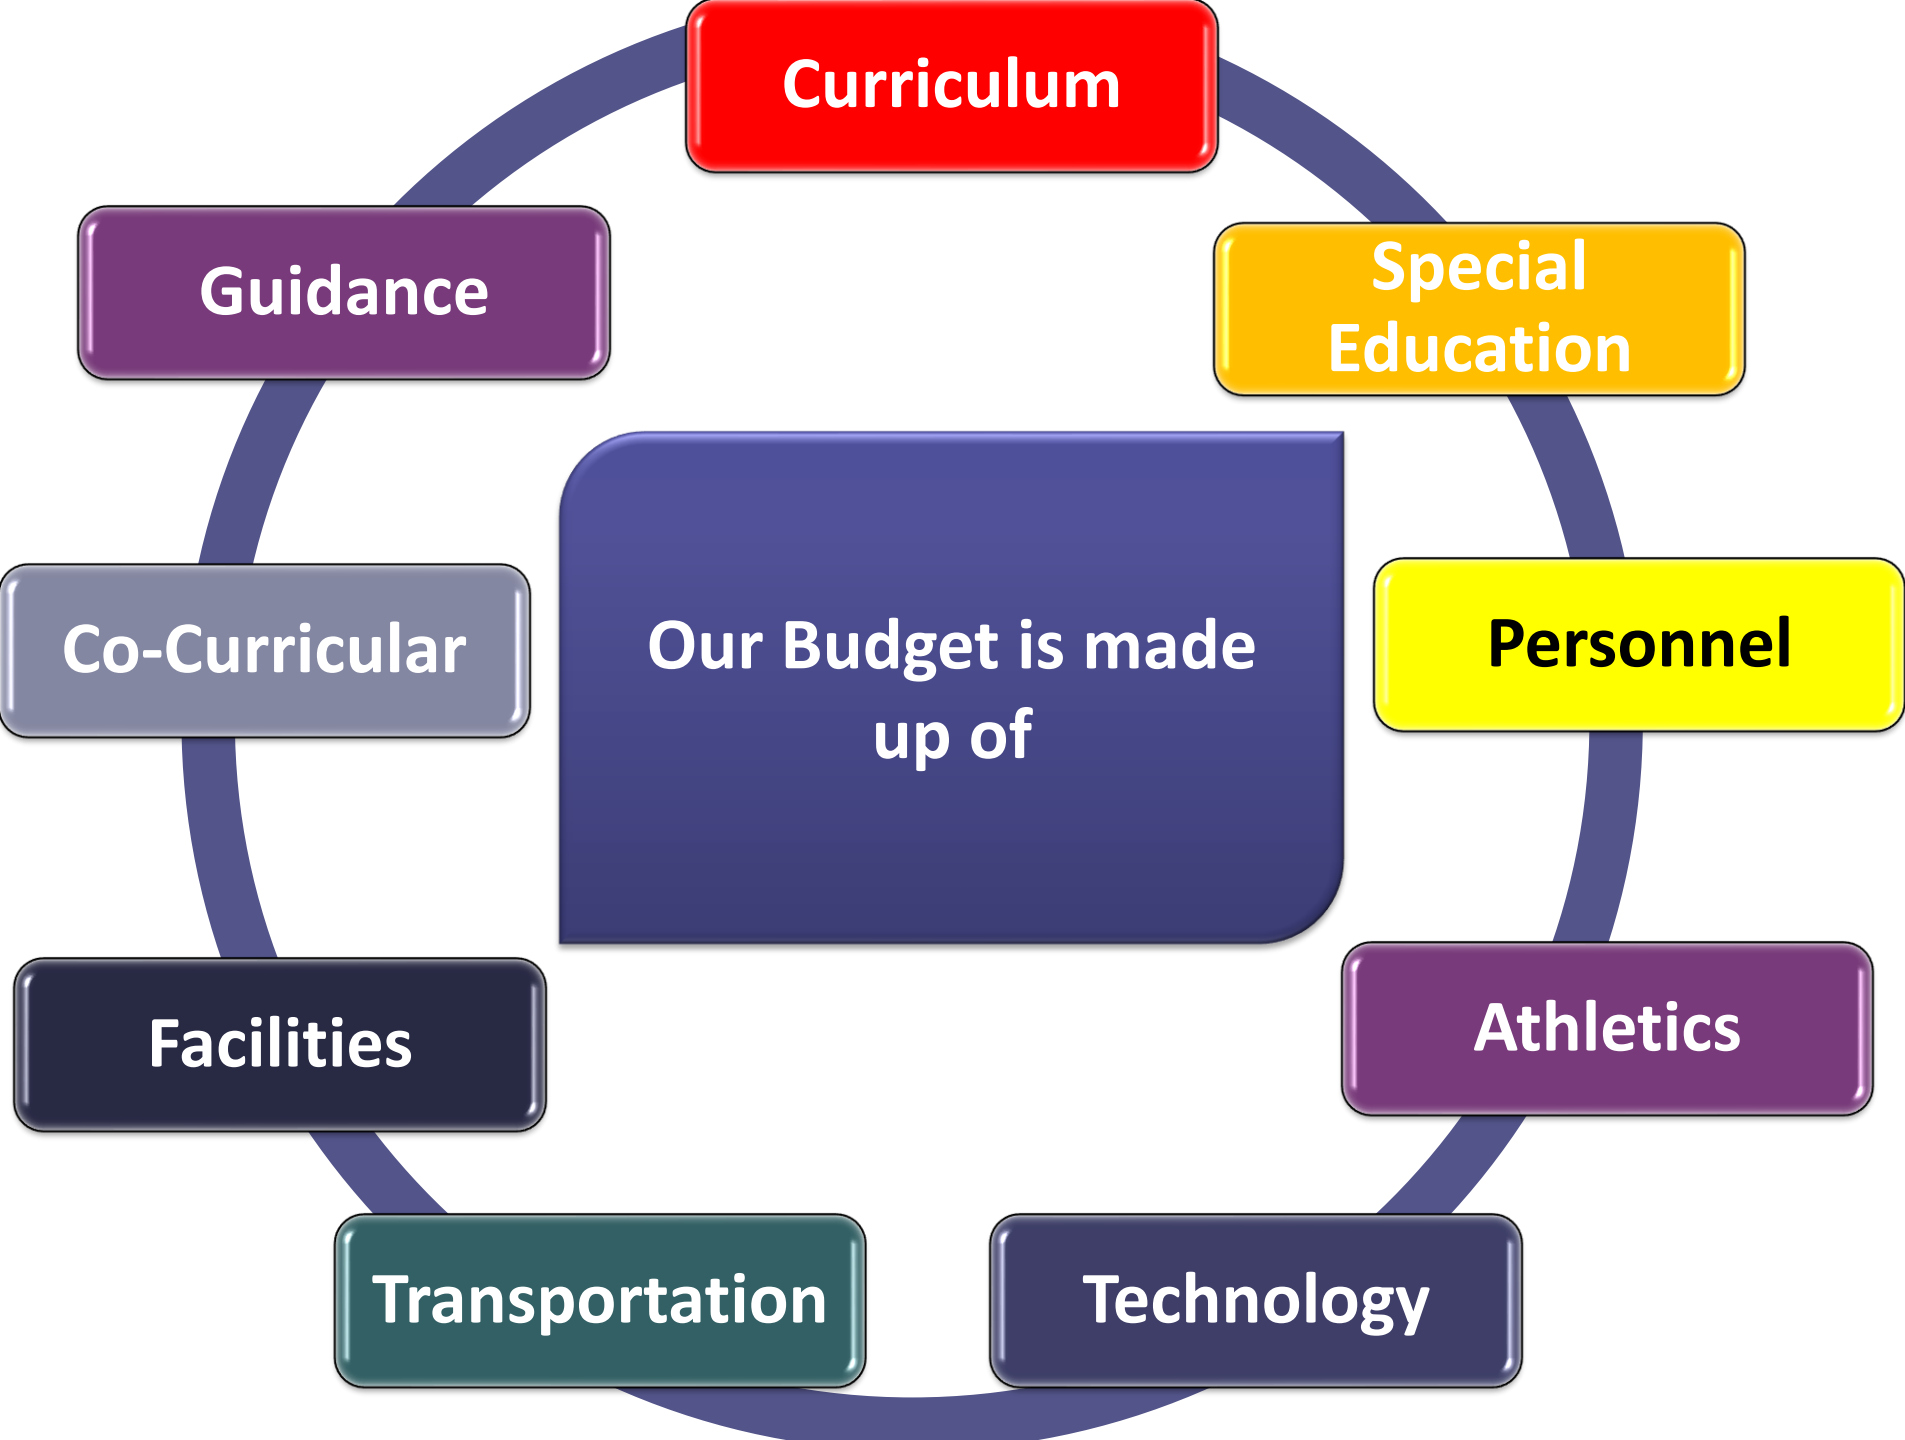 Curriculum
Special
Education
Personnel
Athletics
Technology
Transportation
Facilities
Co-Curricular
Guidance
Our Budget is made
up of